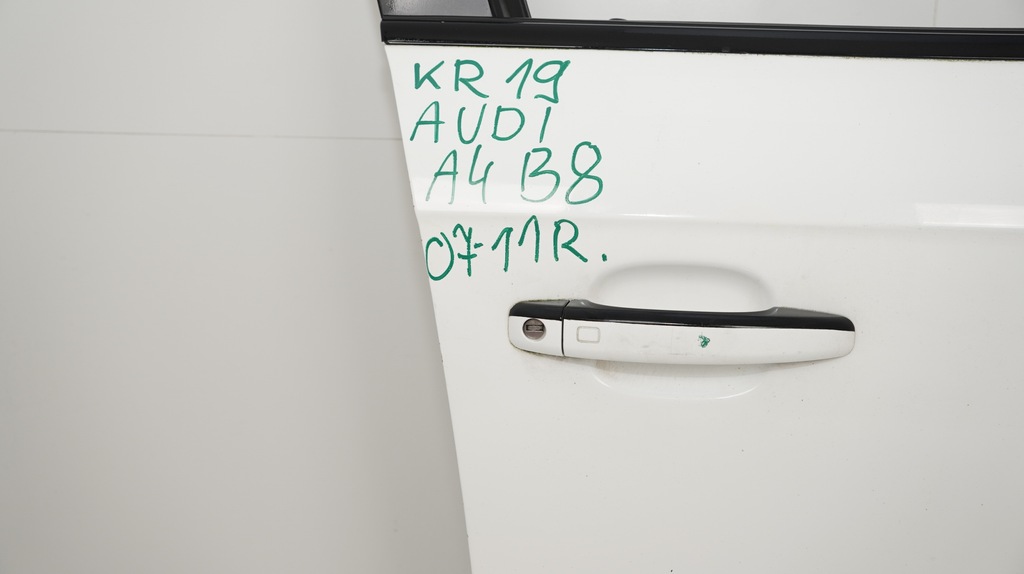 KR 19
AUDI
A4 B8
07-11R.